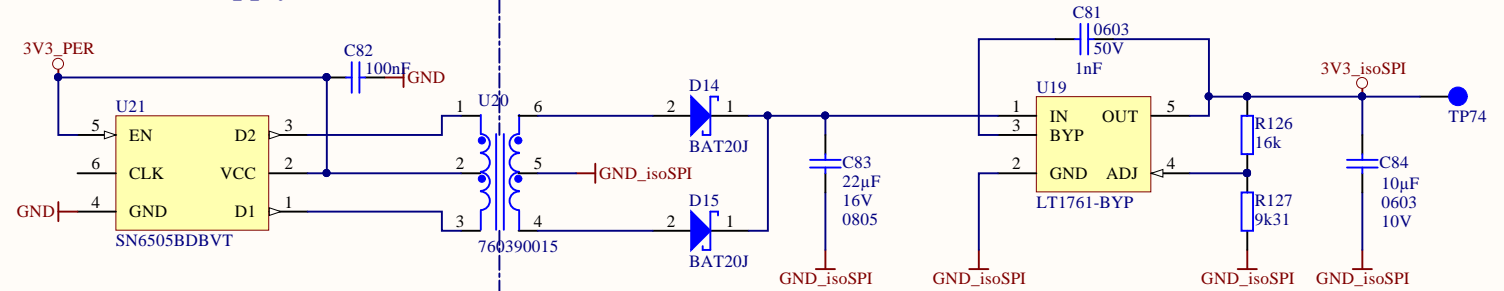 3V3_PER
C82
100nF
GND
U21
5
EN
D2
3
6
CLK
VCC
2
GND
4
GND
D1
1
SN6505BDBVT
U20
1
6
2
5
GND_isoSPI
3
4
760390015
D14
2
1
BAT20J
D15
2
1
BAT20J
C83
22µF
16V
0805
GND_isoSPI
C81
0603
50V
1nF
U19
1
IN
OUT
5
3
BYP
2
GND
ADJ
4
LT1761-BYP
GND_isoSPI
R126
16k
R127
9k31
GND_isoSPI
3V3_isoSPI
TP74
C84
10µF
0603
10V
GND_isoSPI